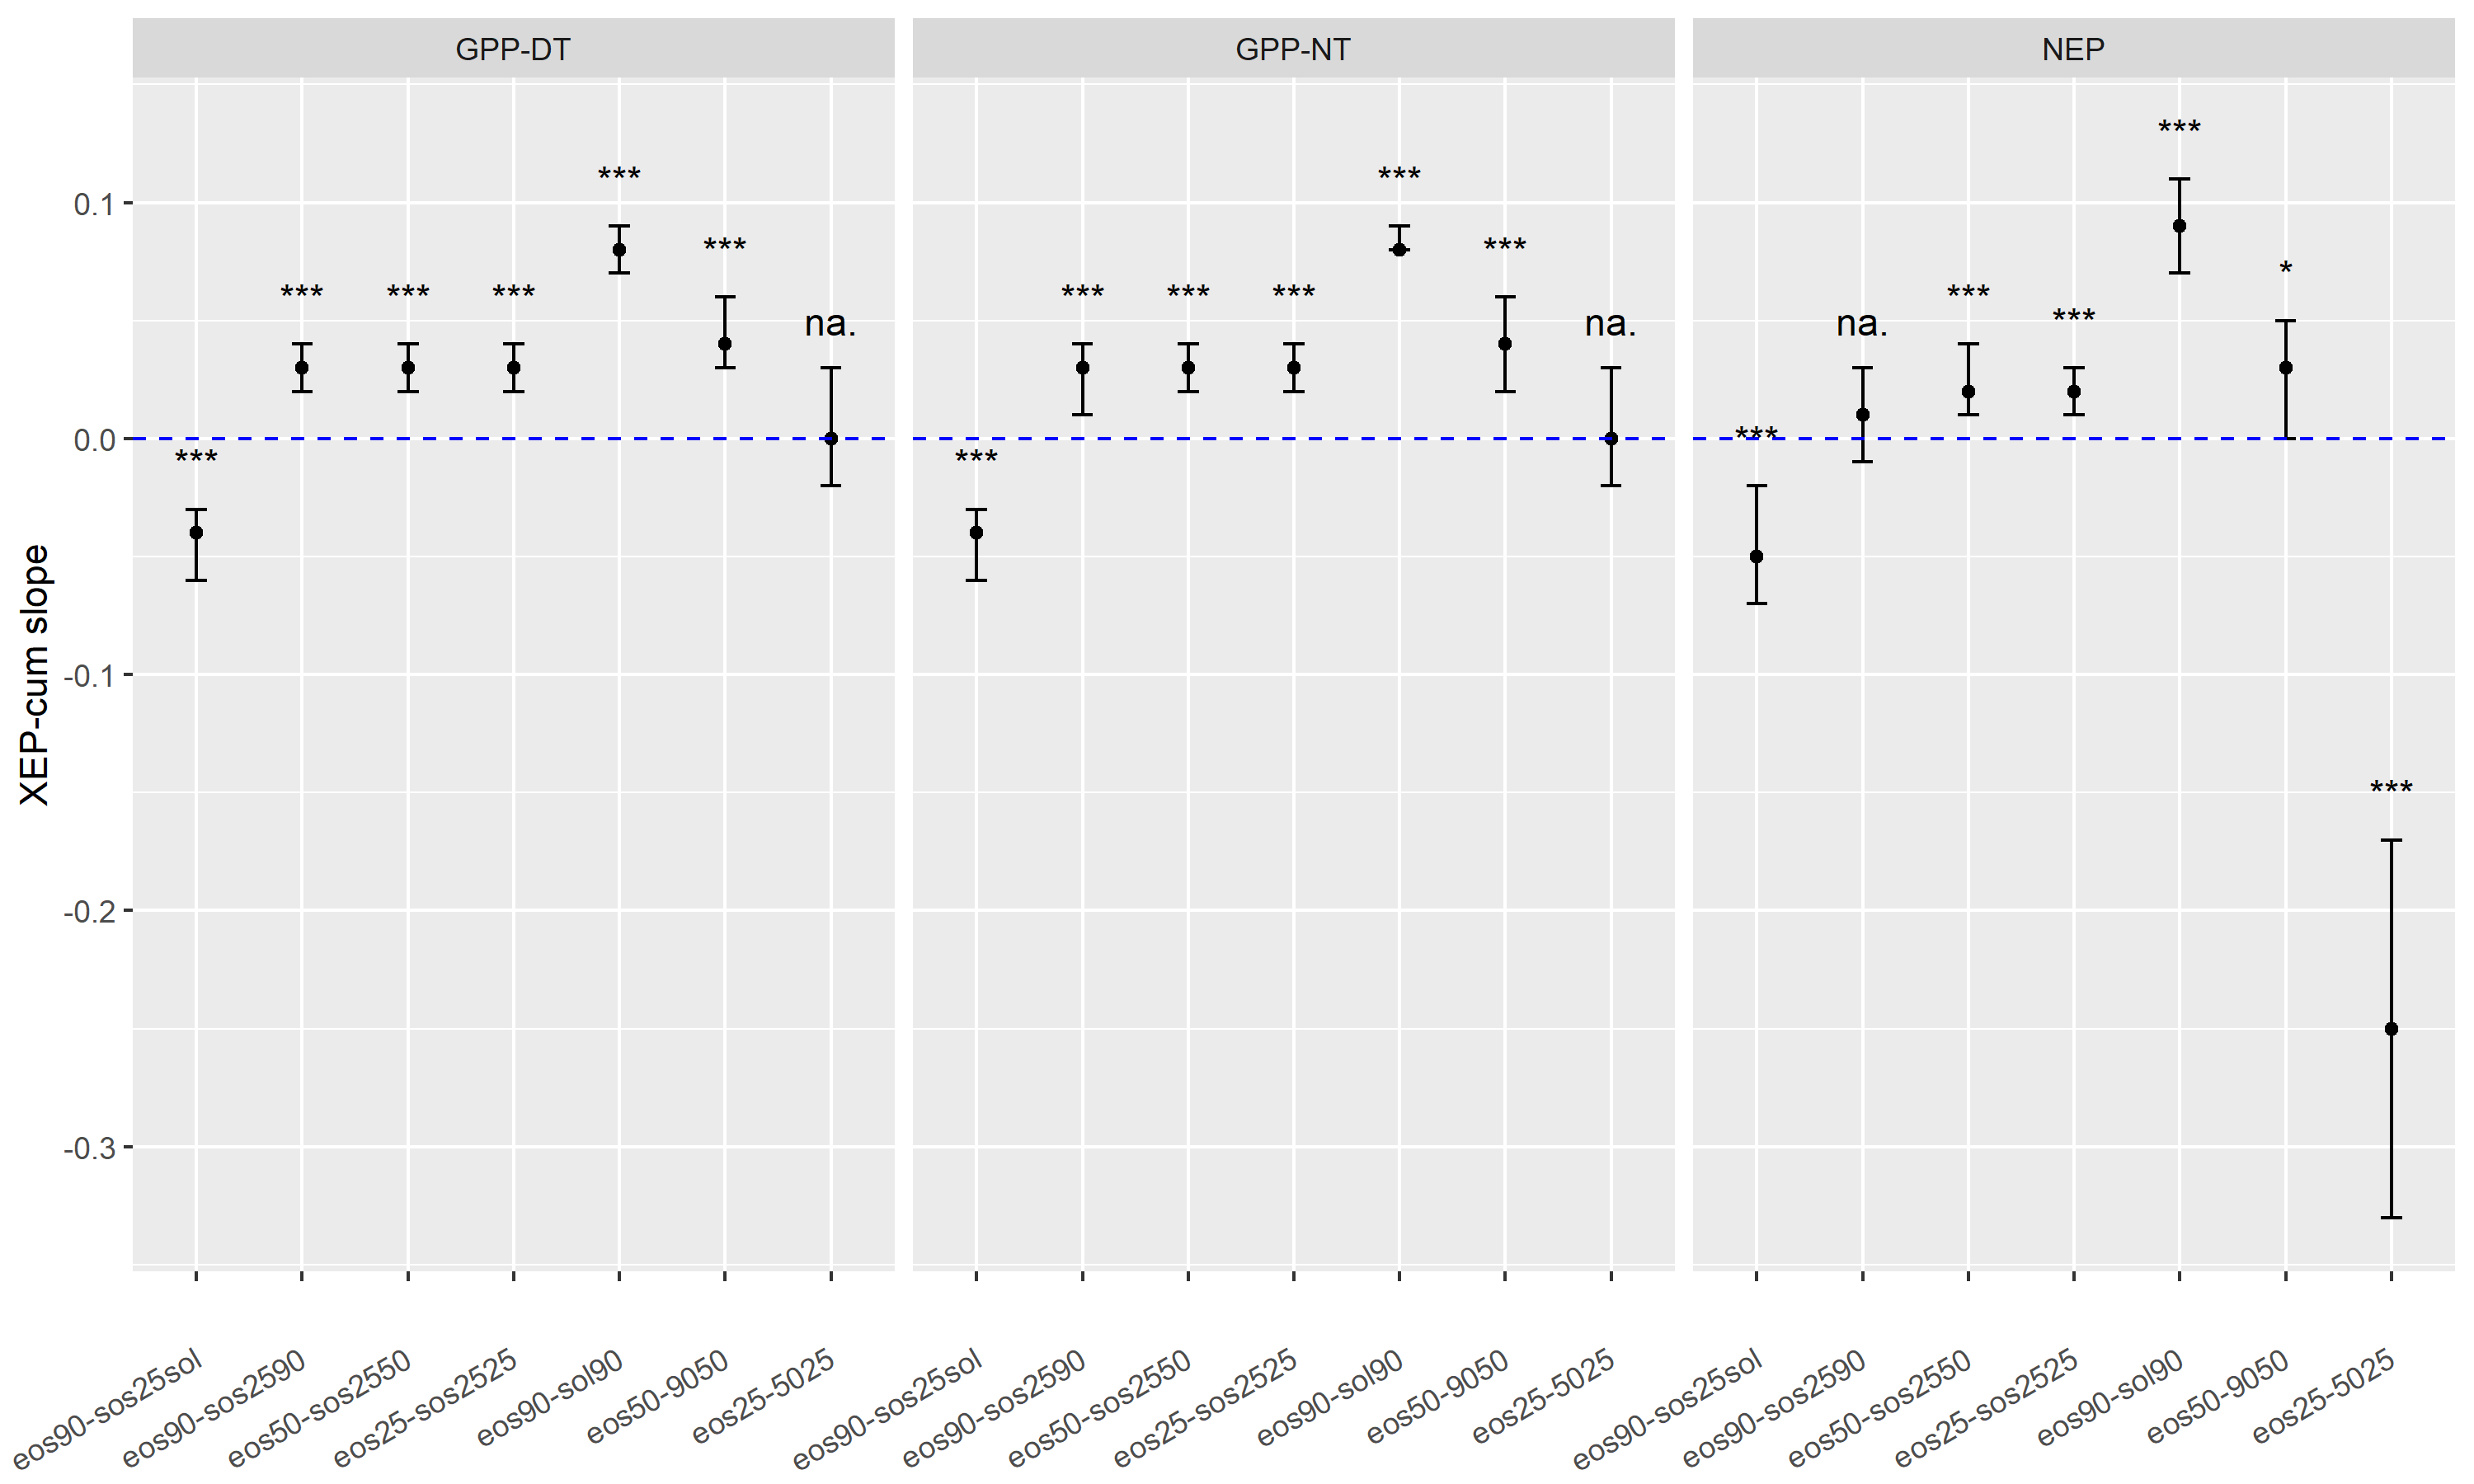 GPP-DT GPP-NT NEP
XEP-cum slope
0.1
0.0
-0.1
-0.2
-0.3
*** *** *** *** *** *** na.
*** *** *** *** *** *** na.
*** na. *** *** *** * ***
eos90-sos25sol eos90-sos2590 eos50-sos2550 eos25-sos2525 eos90-sol90 eos50-9050 eos25-5025
eos90-sos25sol eos90-sos2590 eos50-sos2550 eos25-sos2525 eos90-sol90 eos50-9050 eos25-5025
eos90-sos25sol eos90-sos2590 eos50-sos2550 eos25-sos2525 eos90-sol90 eos50-9050 eos25-5025